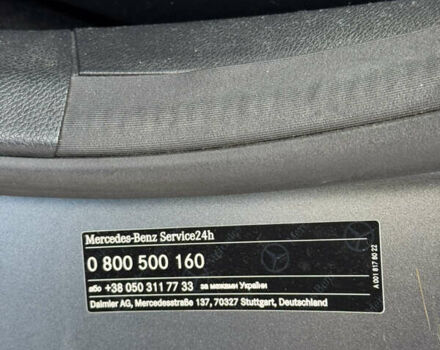 Mercedes-Benz Service24h
0 800 500 160
або +38 050 311 77 33 за межами України
Daimler AG, Mercedesstraße 137, 70327 Stuttgart, Deutschland
A 001 817 60 22